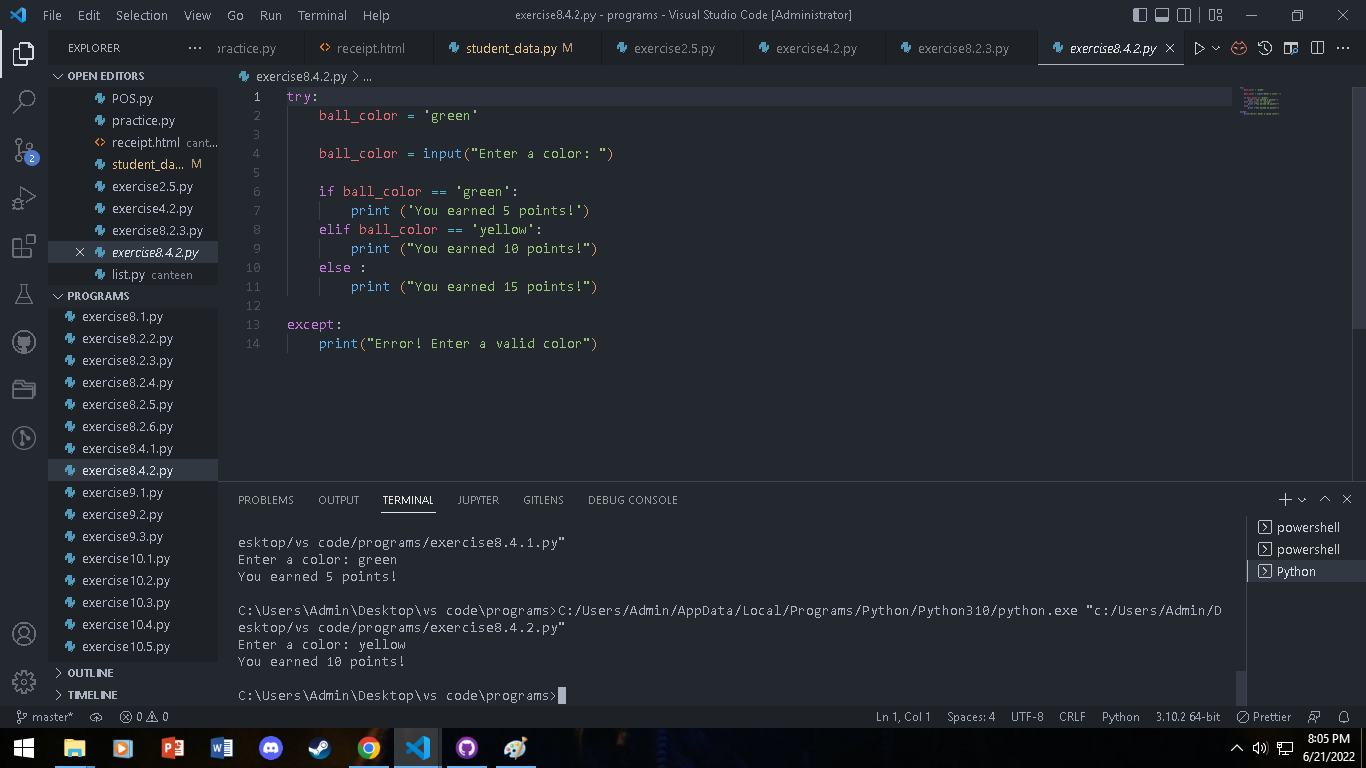 File Edit Selection View Go Run Terminal Help exercise8.4.2.py - programs - Visual Studio Code [Administrator]
EXPLORER
practice.py receipt.html student_data.py M exercise2.5.py exercise4.2.py exercise8.2.3.py exercise8.4.2.py
OPEN EDITORS
POS.py
practice.py
receipt.html cant...
student_da... M
exercise2.5.py
exercise4.2.py
exercise8.2.3.py
exercise8.4.2.py
list.py canteen
PROGRAMS
exercise8.1.py
exercise8.2.2.py
exercise8.2.3.py
exercise8.2.4.py
exercise8.2.5.py
exercise8.2.6.py
exercise8.4.1.py
exercise8.4.2.py
exercise9.1.py
exercise9.2.py
exercise9.3.py
exercise10.1.py
exercise10.2.py
exercise10.3.py
exercise10.4.py
exercise10.5.py
OUTLINE
TIMELINE
2
exercise8.4.2.py > ...
1 try:
2 ball_color = 'green'
3
4 ball_color = input("Enter a color: ")
5
6 if ball_color == 'green':
7 print ('You earned 5 points!')
8 elif ball_color == 'yellow':
9 print ("You earned 10 points!")
10 else :
11 print ("You earned 15 points!")
12
13 except:
14 print("Error! Enter a valid color")
PROBLEMS OUTPUT TERMINAL JUPYTER GITLENS DEBUG CONSOLE
esktop/vs code/programs/exercise8.4.1.py"
Enter a color: green
You earned 5 points!
C:\Users\Admin\Desktop\vs code\programs>C:/Users/Admin/AppData/Local/Programs/Python/Python310/python.exe "c:/Users/Admin/D
esktop/vs code/programs/exercise8.4.2.py"
Enter a color: yellow
You earned 10 points!
C:\Users\Admin\Desktop\vs code\programs>
powershell
powershell
Python
master* 0 0 Ln 1, Col 1 Spaces: 4 UTF-8 CRLF Python 3.10.2 64-bit Prettier
8:05 PM
6/21/2022